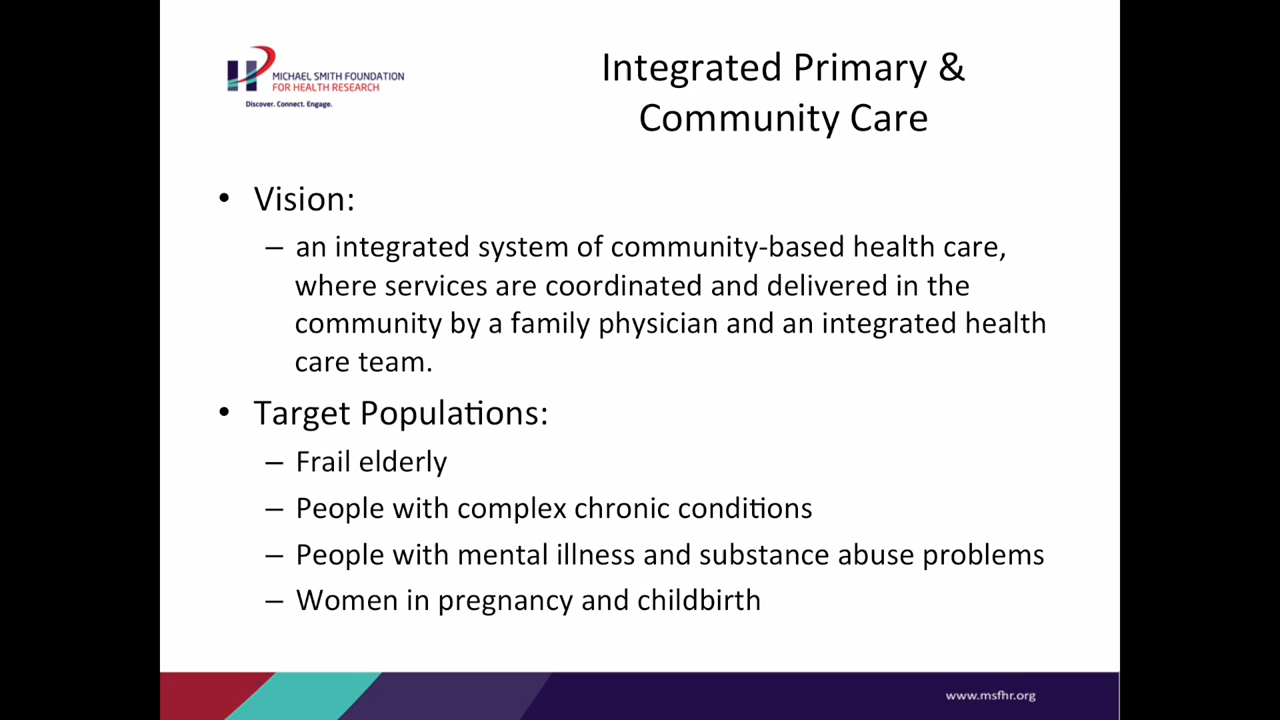 MICHAEL SMITH FOUNDATION
FOR HEALTH RESEARCH
Discover. Connect. Engage.
Integrated Primary &
Community Care
• Vision:
– an integrated system of community-based health care,
where services are coordinated and delivered in the
community by a family physician and an integrated health
care team.
• Target Populations:
– Frail elderly
– People with complex chronic conditions
– People with mental illness and substance abuse problems
– Women in pregnancy and childbirth
www.msfhr.org